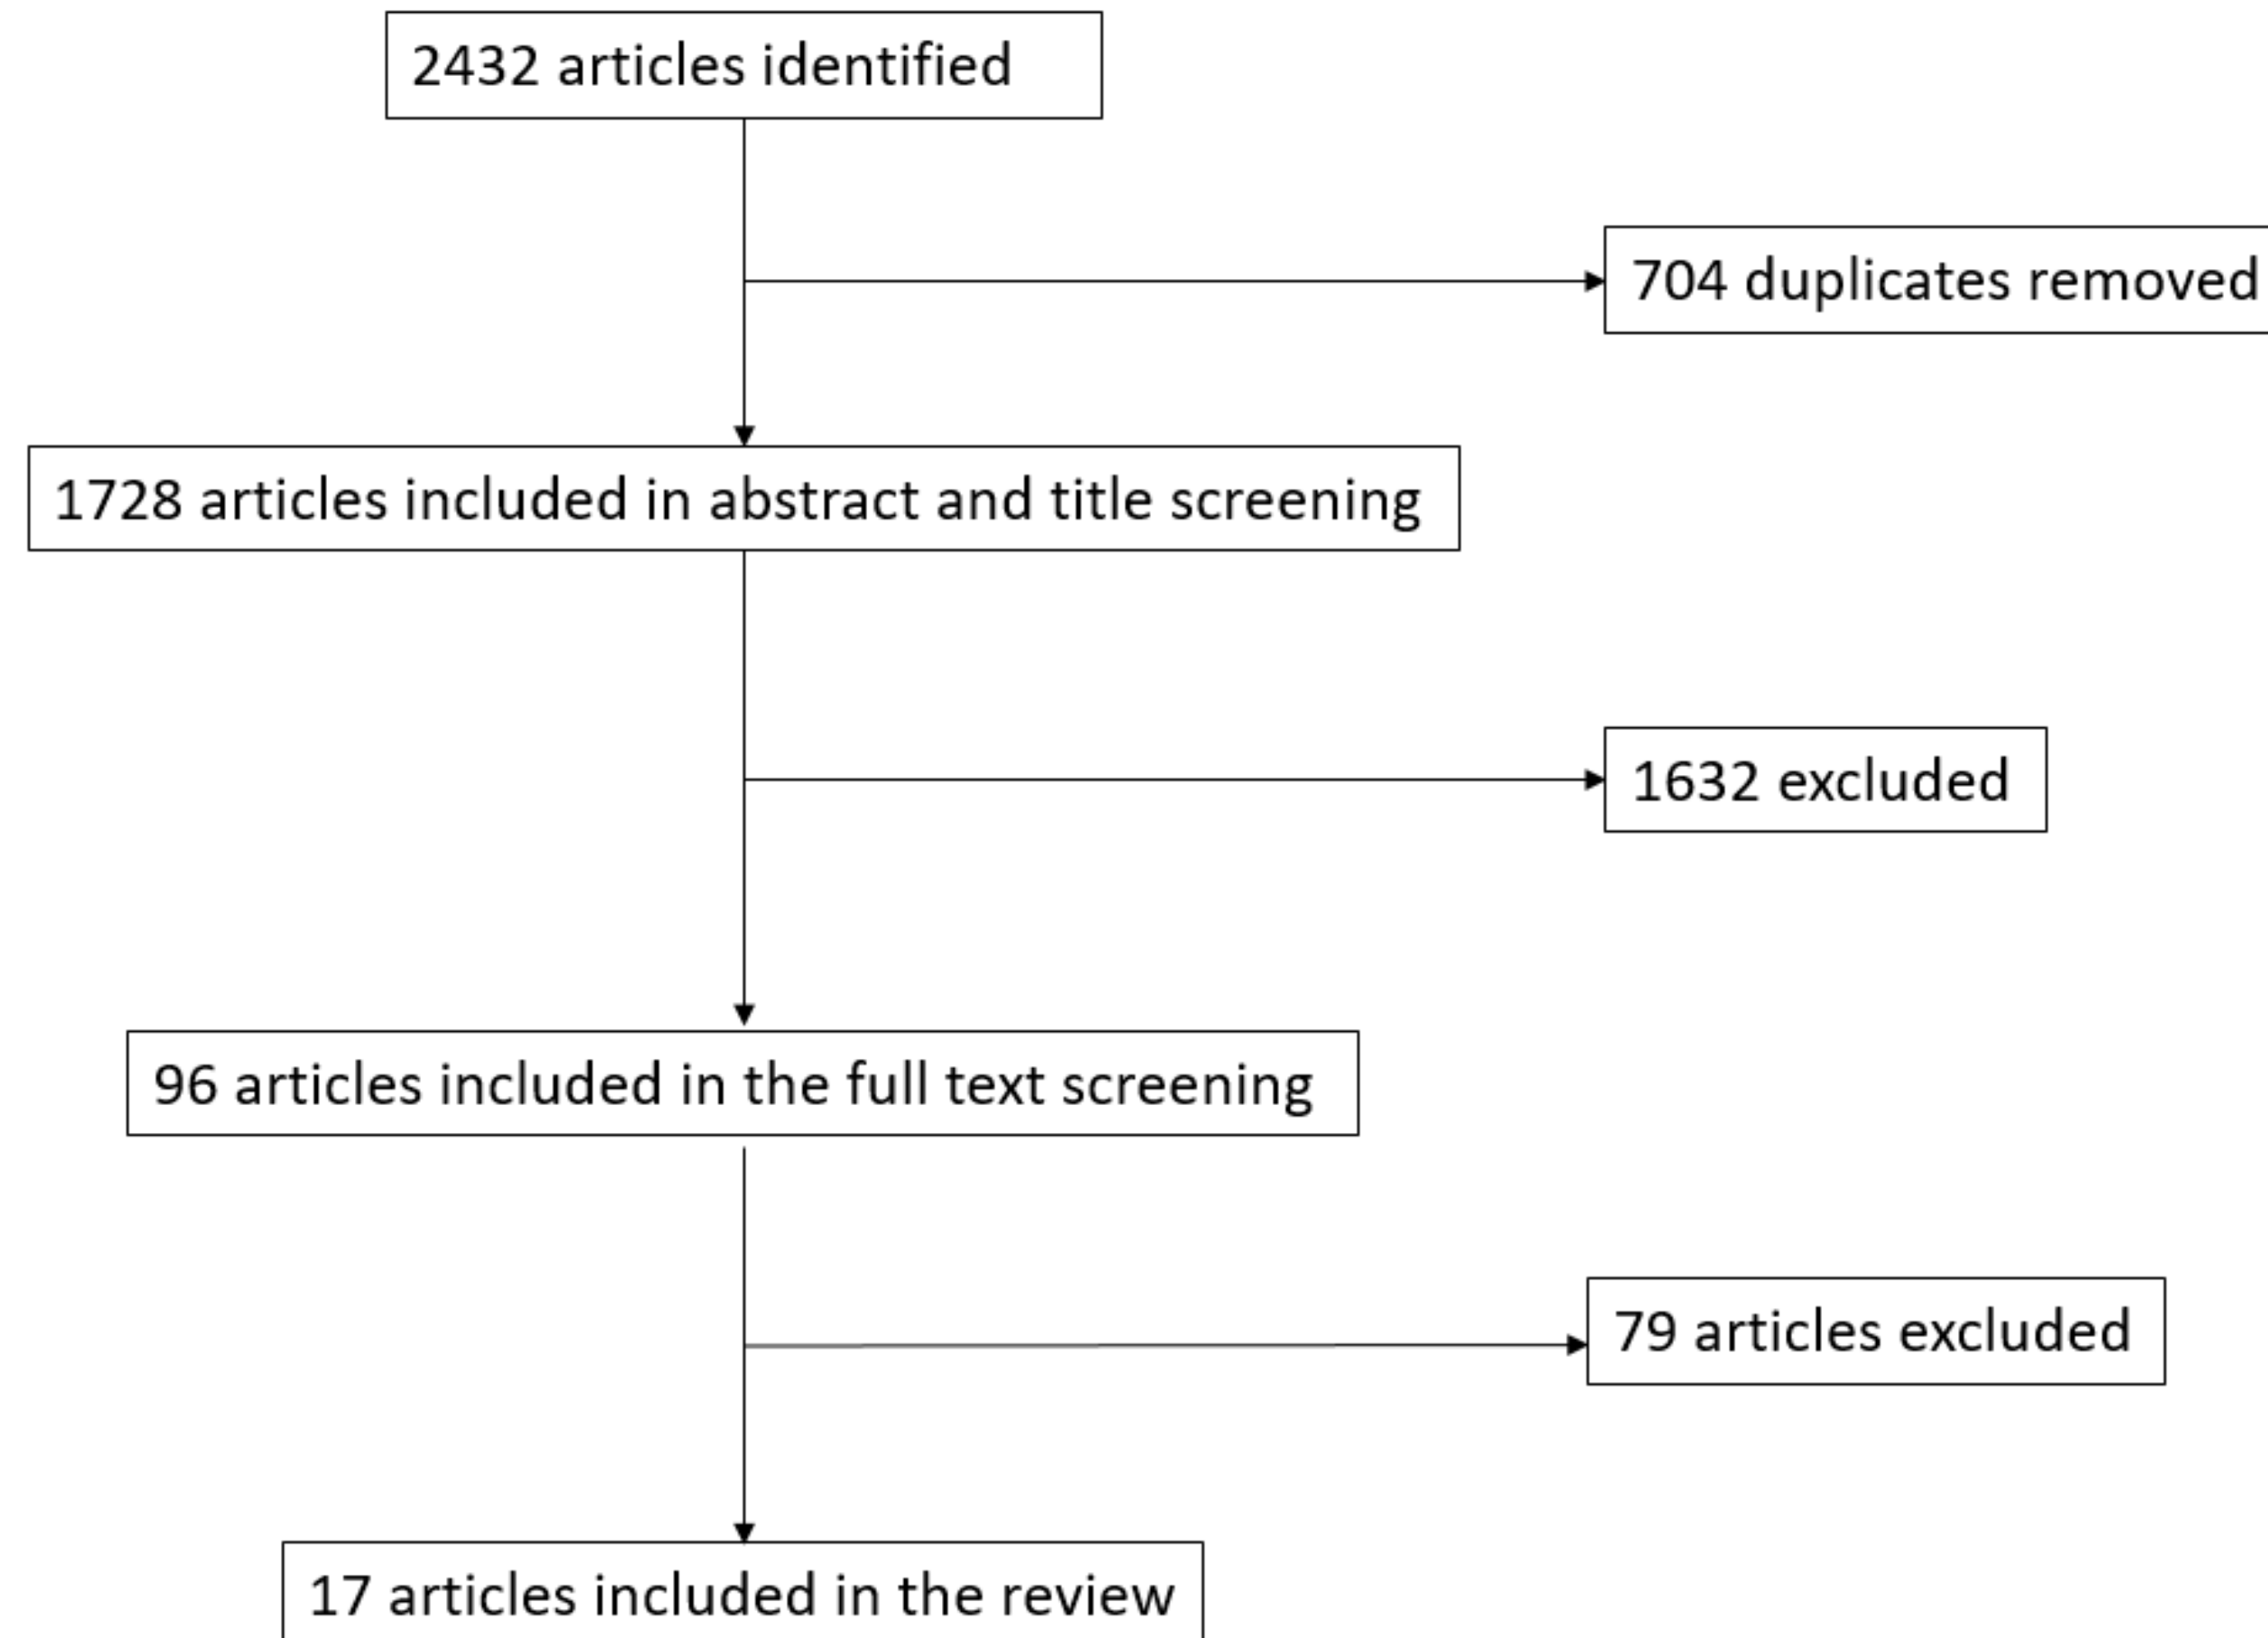 2432 articles identified
704 duplicates removed
1728 articles included in abstract and title screening
1632 excluded
96 articles included in the full text screening
79 articles excluded
17 articles included in the review